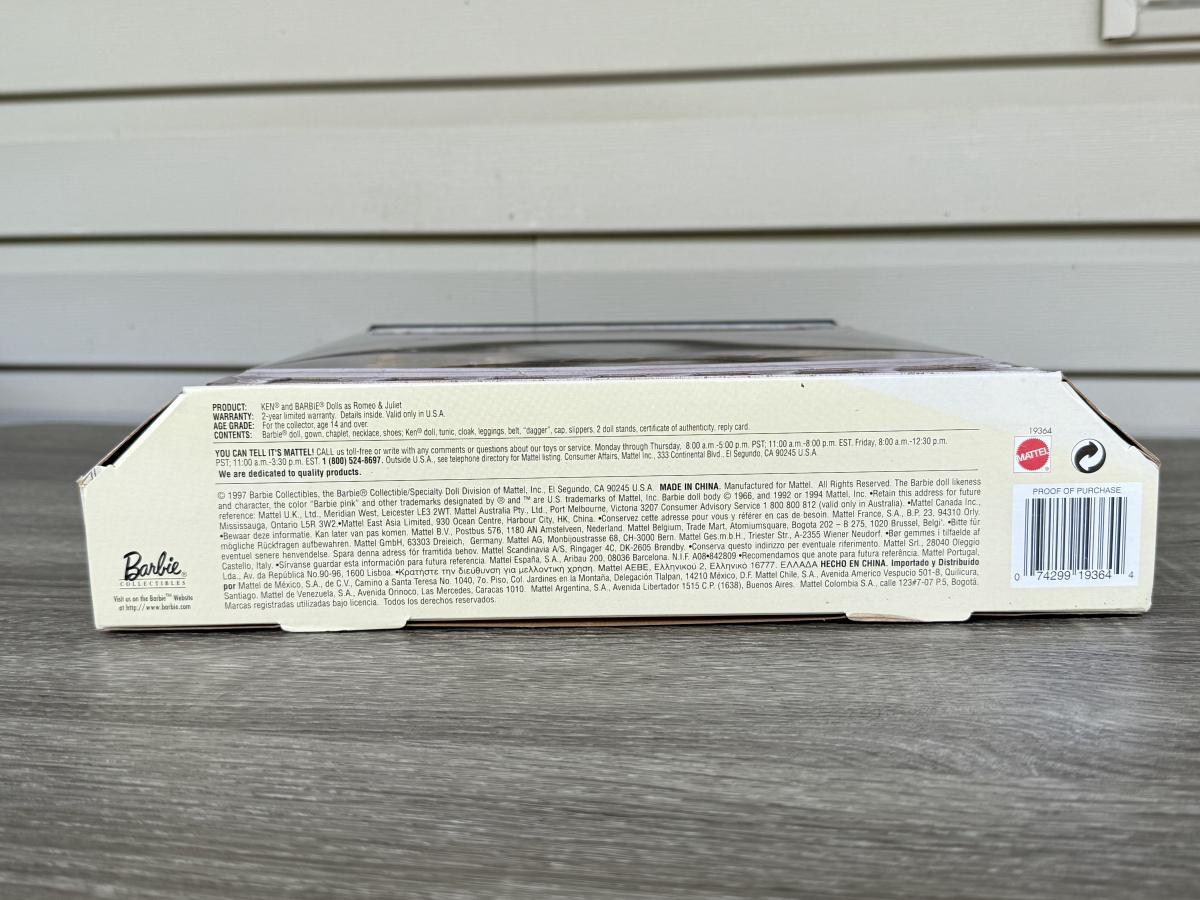 PRODUCT: KEN® and BARBIE® Dolls as Romeo & Juliet
WARRANTY: 2-year limited warranty. Details inside. Valid only in U.S.A.
AGE GRADE: For the collector, age 14 and over.
CONTENTS: Barbie® doll, gown, chaplet, necklace, shoes; Ken® doll, tunic, cloak, leggings, belt, "dagger", cap, slippers, 2 doll stands, certificate of authenticity, reply card.
YOU CAN TELL IT'S MATTEL! CALL us toll-free or write with any comments or questions about our toys or service. Monday through Thursday, 8:00 a.m.-5:00 p.m. PST; 11:00 a.m.-8:00 p.m. EST. Friday, 8:00 a.m.-12:30 p.m.
PST; 11:00 a.m.-3:30 p.m. EST. 1 (800) 524-8697. Outside U.S.A., see telephone directory for Mattel listing. Consumer Affairs, Mattel, Inc., 333 Continental Blvd., El Segundo, CA 90245 U.S.A.
We are dedicated to quality products.
© 1997 Barbie Collectibles, the Barbie® Collectible/Specialty Doll Division of Mattel, Inc., El Segundo, CA 90245 U.S.A. MADE IN CHINA. Manufactured for Mattel. All Rights Reserved. The Barbie doll likeness
and character, the color "Barbie pink" and other trademarks designated by ® and ™ are U.S. trademarks of Mattel, Inc. Barbie doll body © 1966, and 1992 or 1994 Mattel, Inc. •Retain this address for future
reference: Mattel U.K., Ltd., Meridian West, Leicester LE3 2WT. Mattel Australia Pty., Ltd., Port Melbourne, Victoria 3207 Consumer Advisory Service 1 800 800 812 (valid only in Australia). •Mattel Canada Inc.,
Mississauga, Ontario L5R 3W2.•Mattel East Asia Limited, 930 Ocean Centre, Harbour City, HK, China. •Conservez cette adresse pour vous y référer en cas de besoin. Mattel France, S.A., B.P. 23, 94310 Orly.
•Bewaar deze informatie. Kan later van pas komen. Mattel B.V., Postbus 576, 1180 AN Amstelveen, Nederland. Mattel Belgium, Trade Mart, Atomiumsquare, Bogota 202 – B 275, 1020 Brussel, Belgi'. •Bitte für
mögliche Rückfragen aufbewahren. Mattel GmbH, 63303 Dreieich, Germany. Mattel AG, Monbijoustrasse 68, CH-3000 Bern. Mattel Ges.m.b.H., Triester Str., A-2355 Wiener Neudorf. •Bør gemmes i tilfælde af
eventuel senere henvendelse. Spara denna adress för framtida behov. Mattel Scandinavia A/S, Ringager 4C, DK-2605 Brøndby. •Conserva questo indirizzo per eventuale riferimento. Mattel Srl., 28040 Oleggio
Castello, Italy. •Sírvanse guardar esta información para futura referencia. Mattel España, S.A., Aribau 200, 08036 Barcelona. N.I.F. A08•842809 •Recomendamos que anote para futura referência. Mattel Portugal,
Lda., Av. da República No.90-96, 1600 Lisboa. •Κρατήστε την διεύθυνση για μελλοντική χρήση. Mattel AEBE, Ελληνικού 2, Ελληνικό 16777. ΕΛΛΑΔΑ HECHO EN CHINA. Importado y Distribuido
por Mattel de México, S.A., de C.V., Camino a Santa Teresa No. 1040, 7o. Piso, Col. Jardines en la Montaña, Delegación Tlalpan, 14210 México, D.F. Mattel Chile, S.A., Avenida Americo Vespucio 501-B, Quilicura,
Santiago. Mattel de Venezuela, S.A., Avenida Orinoco, Las Mercedes, Caracas 1010. Mattel Argentina, S.A., Avenida Libertador 1515 C.P. (1638), Buenos Aires. Mattel Colombia S.A., calle 123#7-07 P.5, Bogotá.
Marcas registradas utilizadas bajo licencia. Todos los derechos reservados.
Barbie®
COLLECTIBLES
Visit us on the Barbie™ Website
at http://www.barbie.com
19364
MATTEL®
PROOF OF PURCHASE
0 74299 19364 4